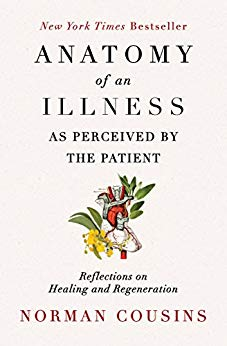 New York Times Bestseller
ANATOMY
of an
ILLNESS
AS PERCEIVED BY
THE PATIENT
Reflections on
Healing and Regeneration
NORMAN COUSINS